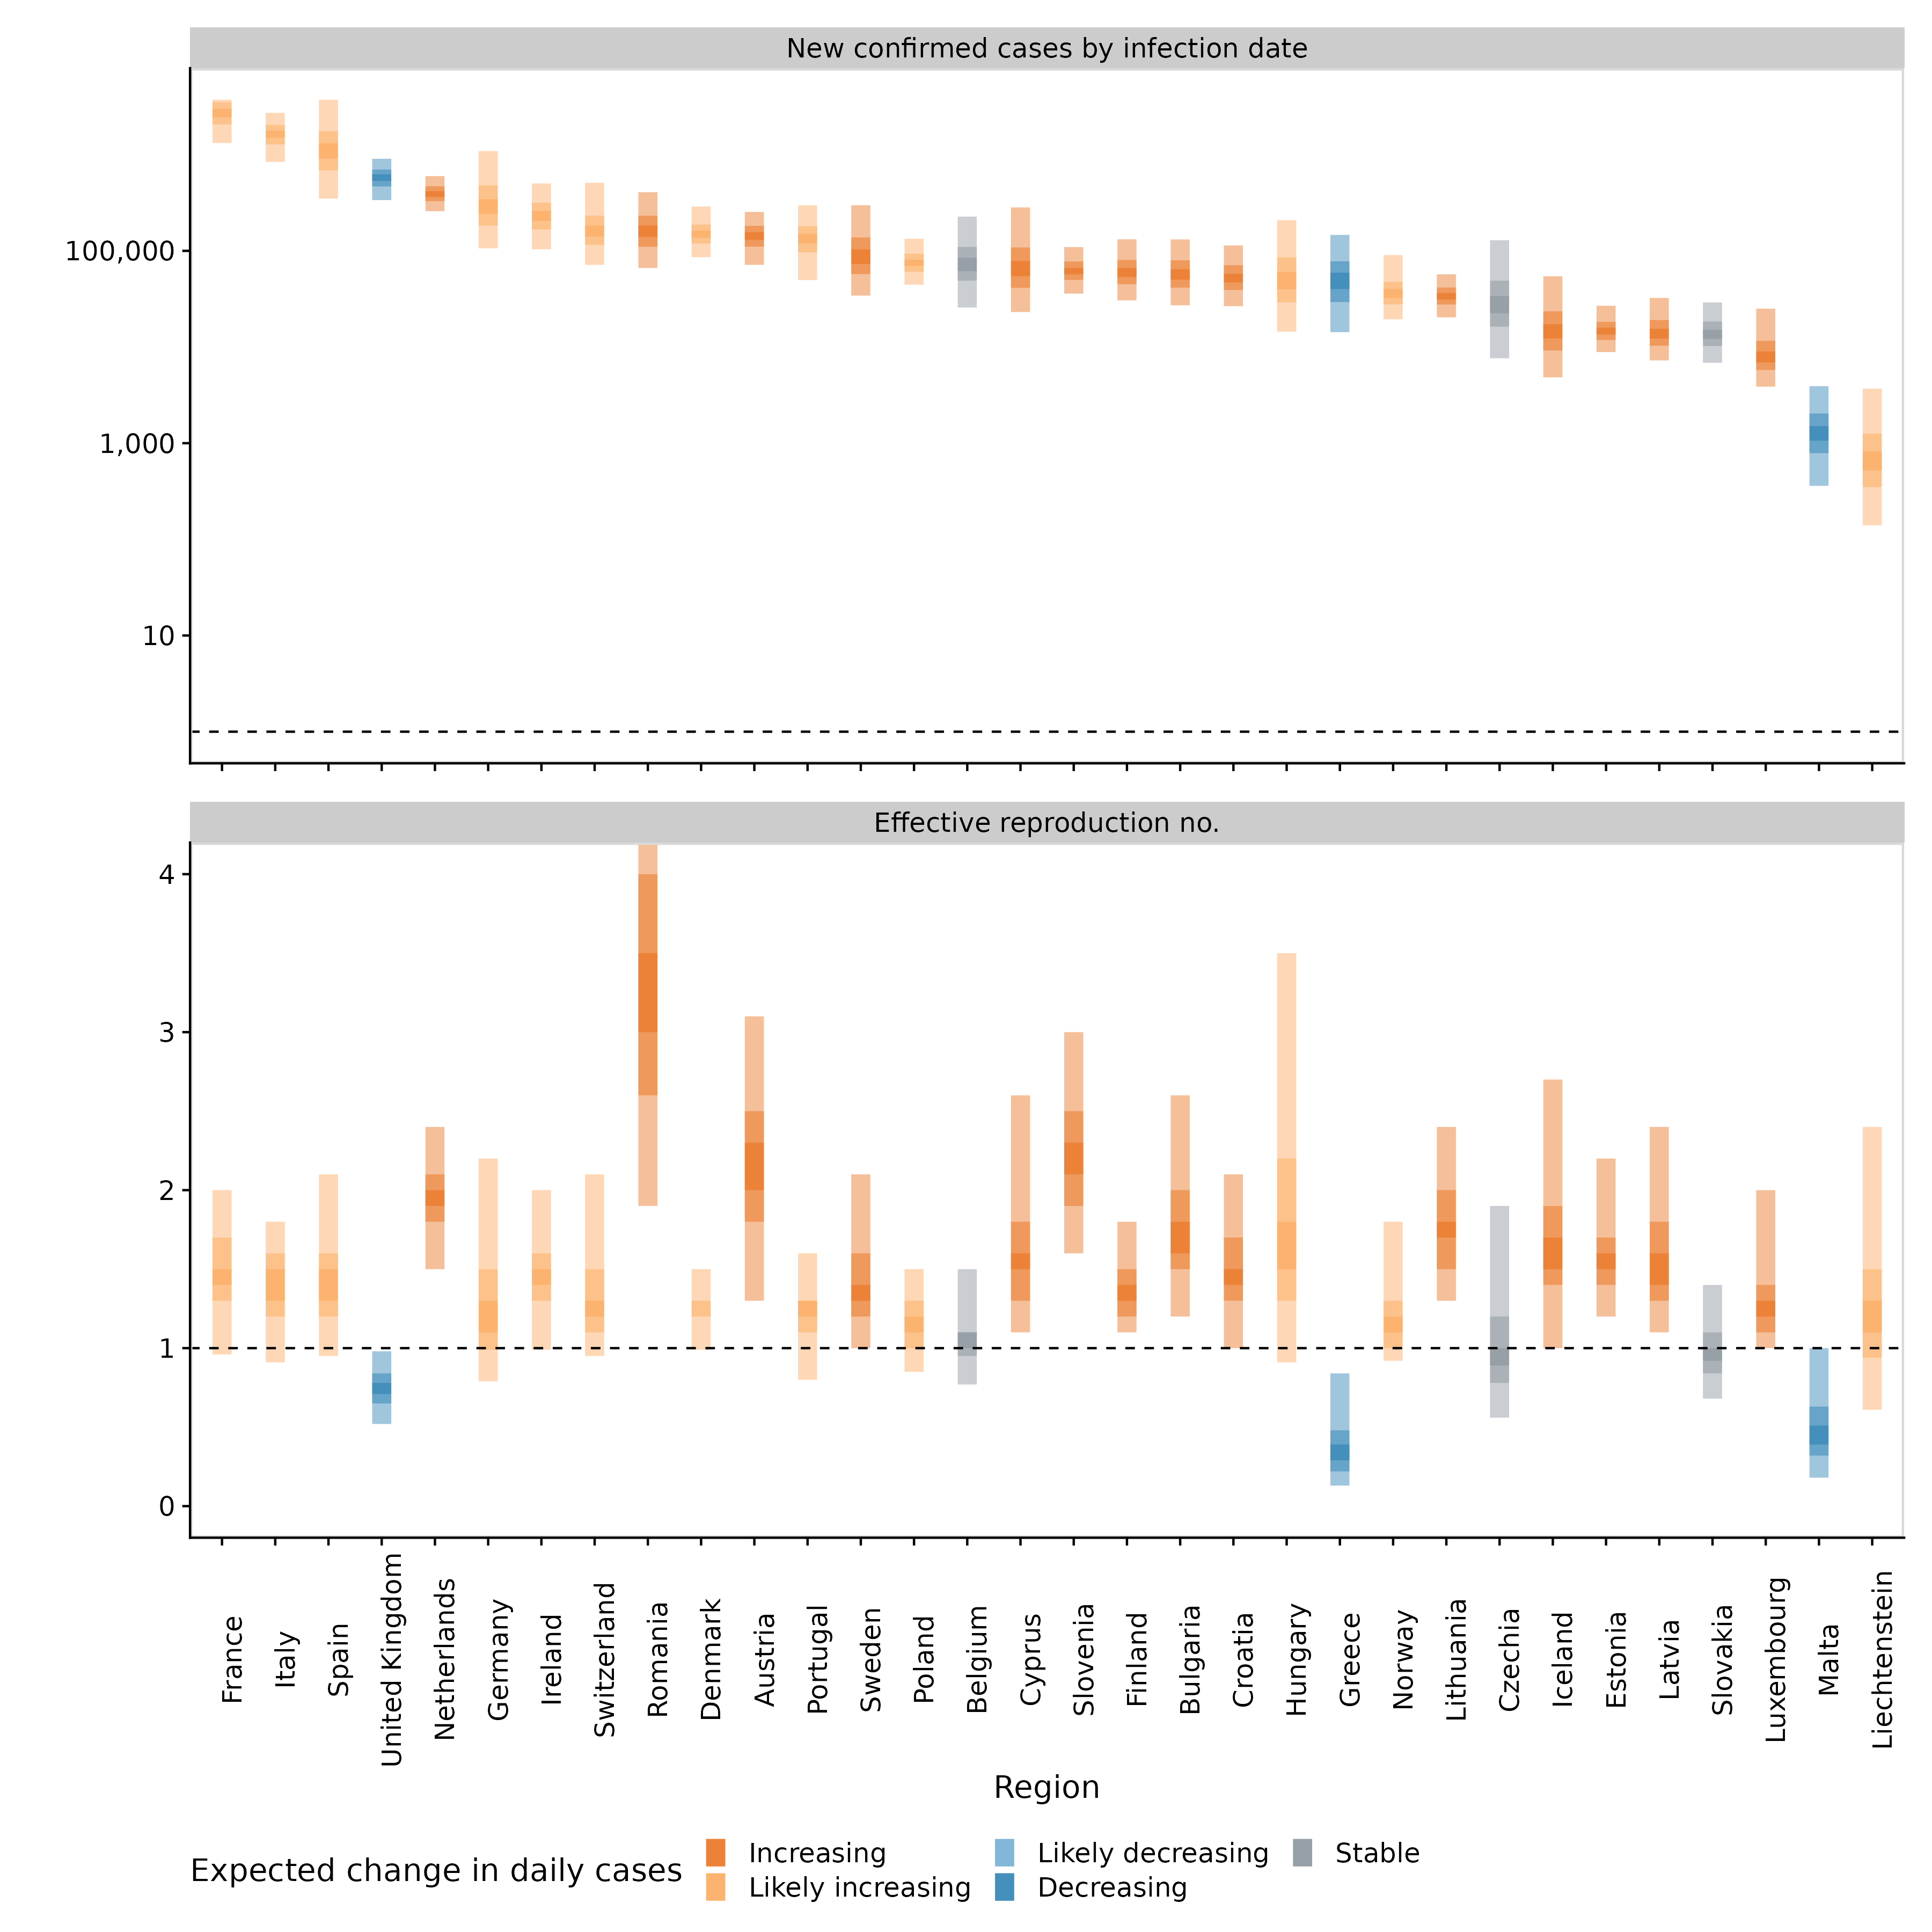 New confirmed cases by infection date
100,000
1,000
10
Effective reproduction no.
4
3
2
1
0
France
Italy
Spain
United Kingdom
Netherlands
Germany
Ireland
Switzerland
Romania
Denmark
Austria
Portugal
Sweden
Poland
Belgium
Cyprus
Slovenia
Finland
Bulgaria
Croatia
Hungary
Greece
Norway
Lithuania
Czechia
Iceland
Estonia
Latvia
Slovakia
Luxembourg
Malta
Liechtenstein
Region
Expected change in daily cases
Increasing
Likely increasing
Likely decreasing
Decreasing
Stable